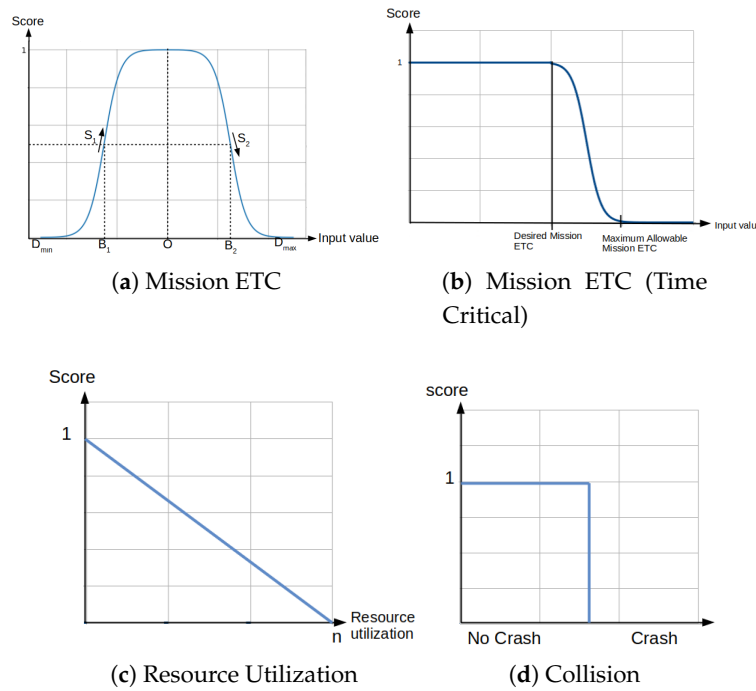 Score
1
S1
S2
Dmin
B1
O
B2
Dmax
Input value
(a) Mission ETC
Score
1
Desired Mission
ETC
Maximum Allowable
Mission ETC
Input value
(b) Mission ETC (Time
Critical)
Score
1
n
Resource
utilization
(c) Resource Utilization
score
1
No Crash
Crash
(d) Collision